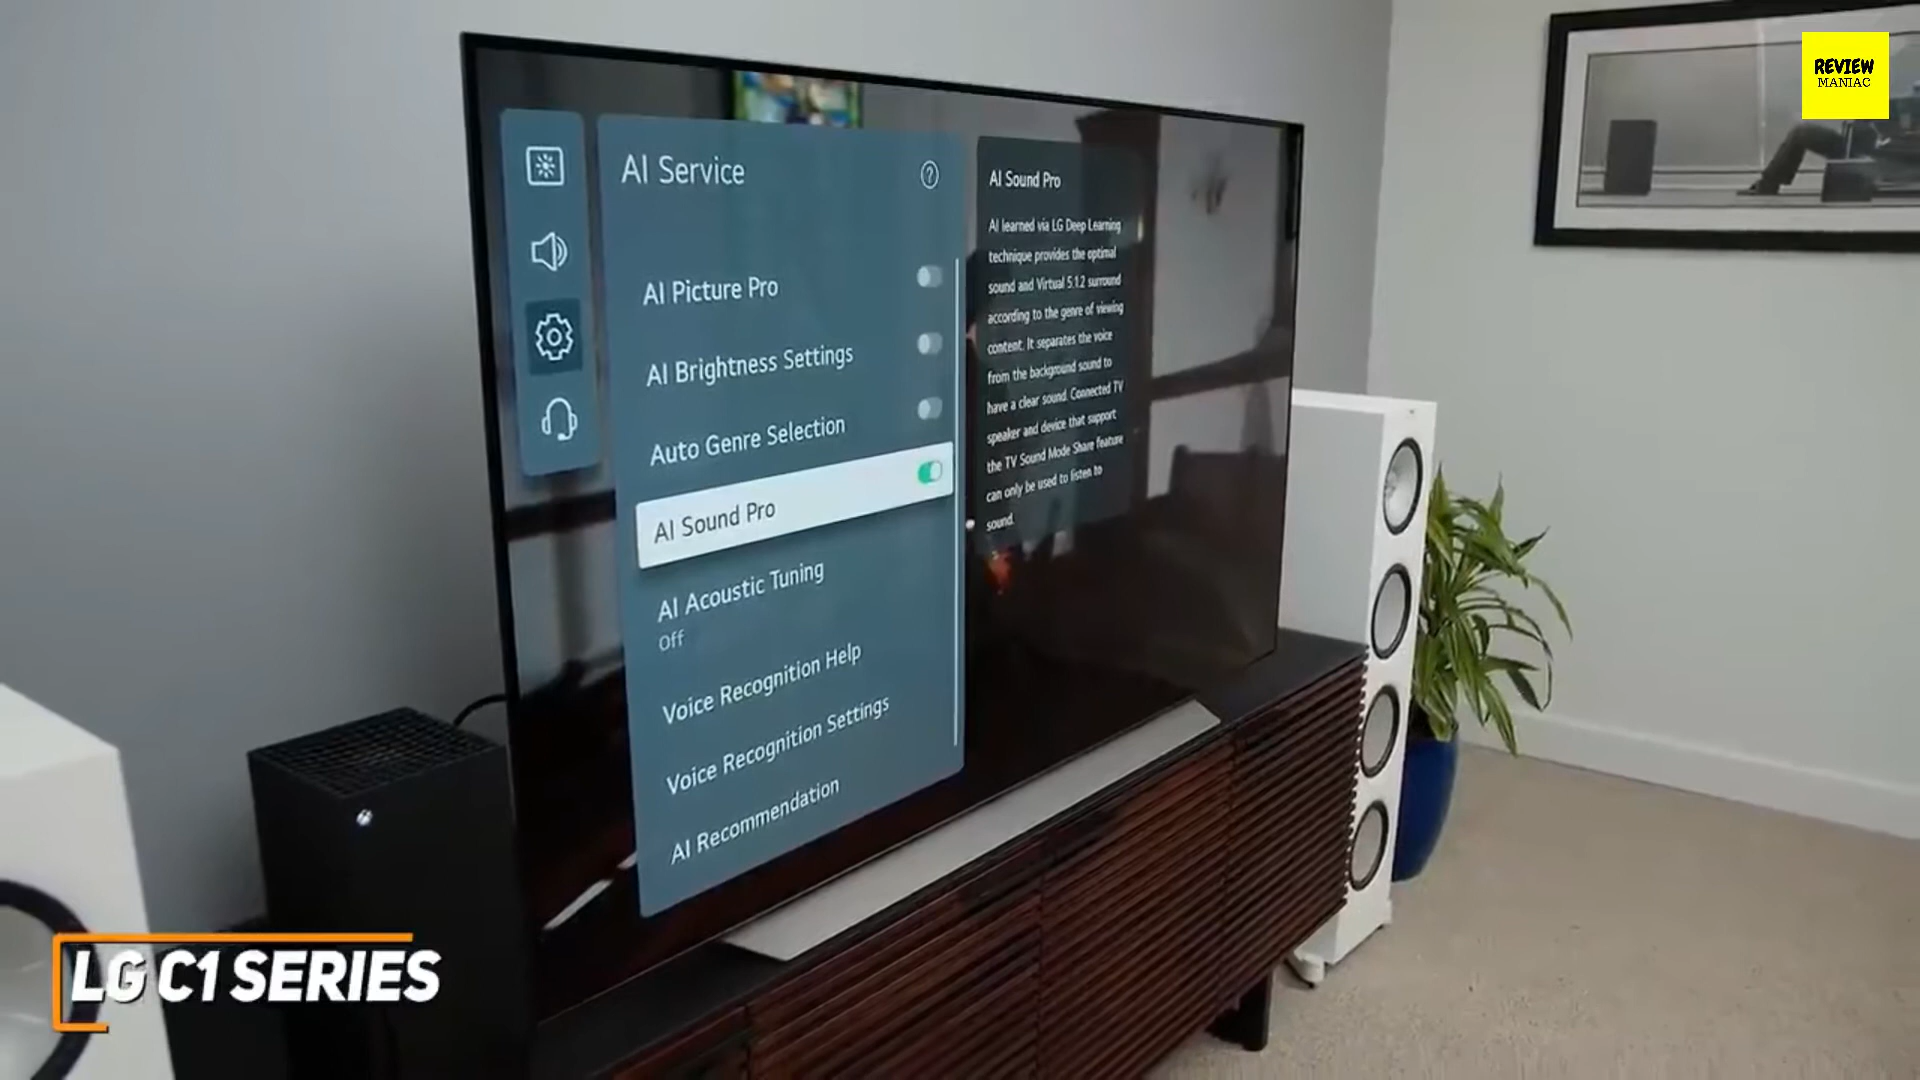 REVIEW
MANIAC
AI Service
AI Picture Pro
AI Brightness Settings
Auto Genre Selection
AI Sound Pro
AI Acoustic Tuning
Off
Voice Recognition Help
Voice Recognition Settings
AI Recommendation
AI Sound Pro
AI learned via LG Deep Learning
technique provides the optimal
sound and Virtual 5.1.2 surround
according to the genre of viewing
content. It separates the voice
from the background sound to
have a clear sound. Connected TV
speaker and device that support
the TV Sound Mode Share feature
can only be used to listen to
sound.
LG C1 SERIES